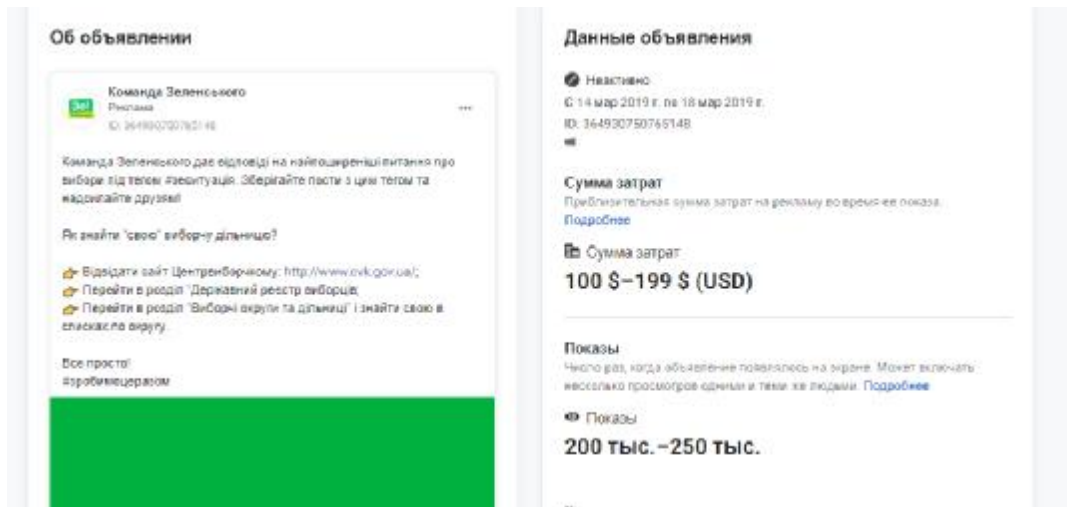 Об объявлении
Команда Зеленського
Реклама
ID: 364930750765148
Команда Зеленського дає відповіді на найпоширеніші питання про
вибори під тегом #зеситуація. Зберігайте пости з цим тегом та
надсилайте друзям!
Як знайти "свою" виборчу дільницю?
👉 Відвідати сайт Центрвиборчкому: http://www.cvk.gov.ua/;
👉 Перейти в розділ "Державний реєстр виборців;
👉 Перейти в розділ "Виборчі округи та дільниці" і знайти свою в
списках по округу.
Все просто!
#зробимоцеразом
Данные объявления
Неактивно
С 14 мар 2019 г. по 18 мар 2019 г.
ID: 364930750765148
Сумма затрат
Приблизительная сумма затрат на рекламу во время ее показа.
Подробнее
Сумма затрат
100 $–199 $ (USD)
Показы
Число раз, когда объявление появлялось на экране. Может включать
несколько просмотров одними и теми же людьми. Подробнее
Показы
200 тыс.–250 тыс.